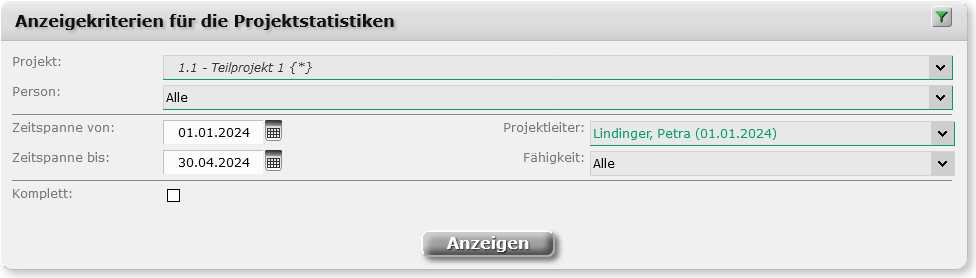 Anzeigekriterien für die Projektstatistiken
Projekt: 1.1 - Teilprojekt 1 {*}
Person: Alle
Zeitspanne von: 01.01.2024 Projektleiter: Lindinger, Petra (01.01.2024)
Zeitspanne bis: 30.04.2024 Fähigkeit: Alle
Komplett:
Anzeigen